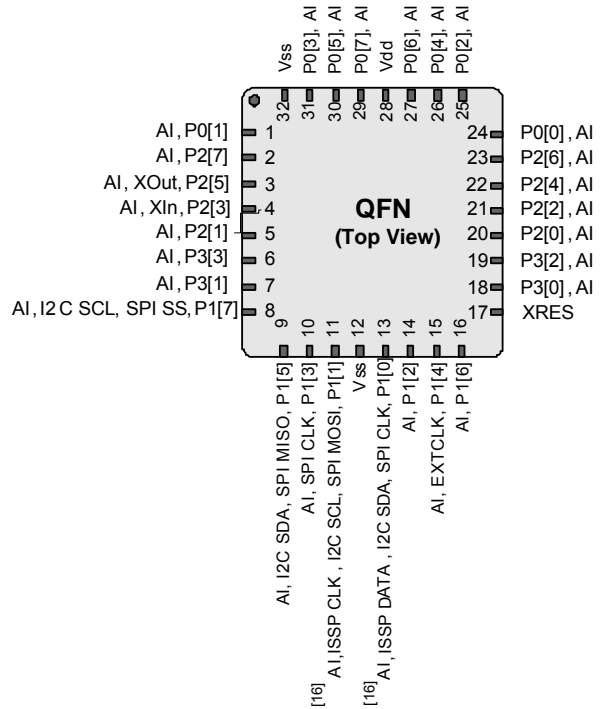 Vss
P0[3], AI
P0[5], AI
P0[7], AI
Vdd
P0[6], AI
P0[4], AI
P0[2], AI
32
31
30
29
28
27
26
25
AI, P0[1]
1
AI, P2[7]
2
AI, XOut, P2[5]
3
AI, XIn, P2[3]
4
AI, P2[1]
5
AI, P3[3]
6
AI, P3[1]
7
AI, I2C SCL, SPI SS, P1[7]
8
QFN
(Top View)
24
P0[0], AI
23
P2[6], AI
22
P2[4], AI
21
P2[2], AI
20
P2[0], AI
19
P3[2], AI
18
P3[0], AI
17
XRES
9
10
11
12
13
14
15
16
AI, I2C SDA, SPI MISO, P1[5]
AI, SPI CLK, P1[3]
[16] AI, ISSP CLK, I2C SCL, SPI MOSI, P1[1]
Vss
[16] AI, ISSP DATA, I2C SDA, SPI CLK, P1[0]
AI, P1[2]
AI, EXTCLK, P1[4]
AI, P1[6]